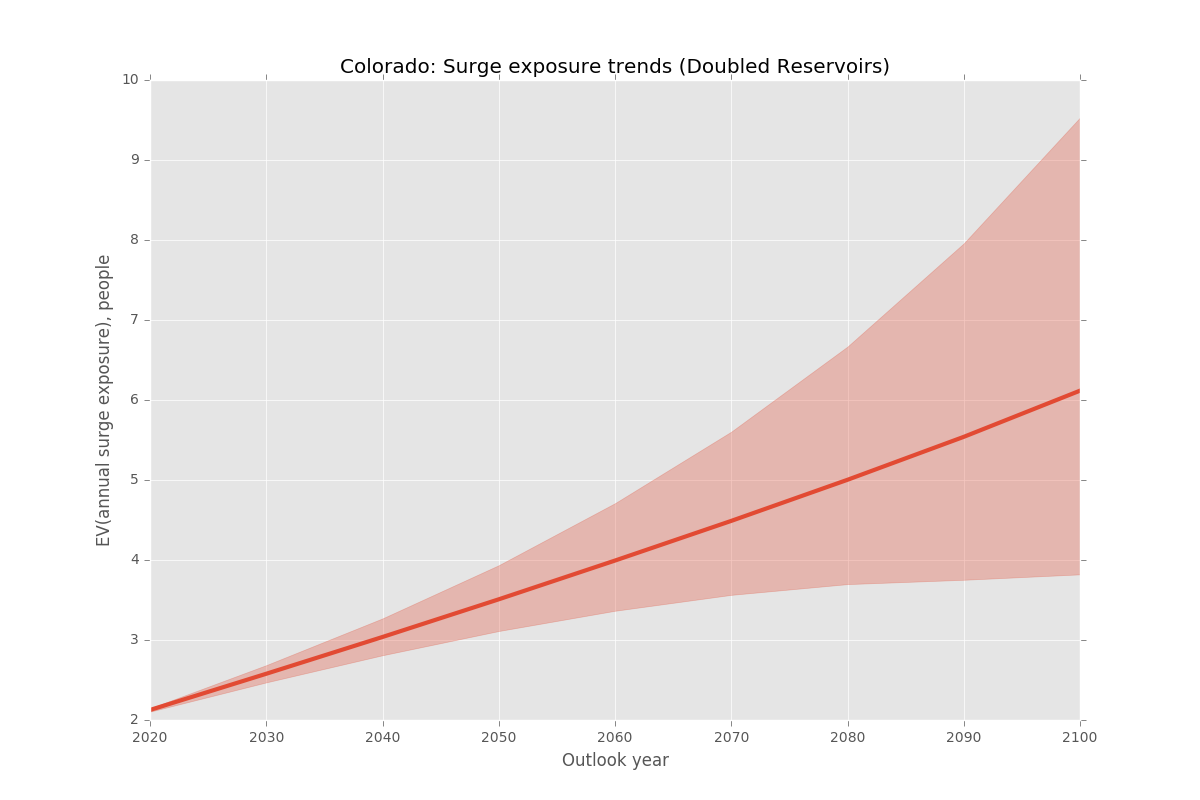 Colorado: Surge exposure trends (Doubled Reservoirs)
10
9
8
7
6
5
4
3
2
EV(annual surge exposure), people
2020 2030 2040 2050 2060 2070 2080 2090 2100
Outlook year